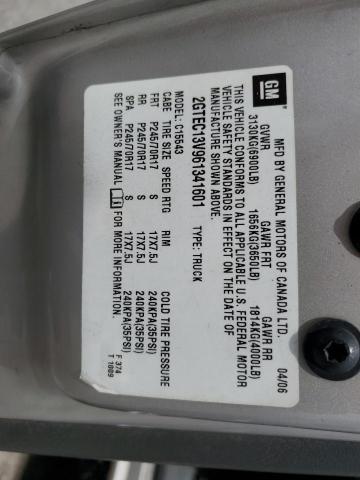 GM
MFD BY GENERAL MOTORS OF CANADA LTD 04/06
GVWR GAWR FRT GAWR RR
3130KG(6900LB) 1656KG(3650LB) 1814KG(4000LB)
THIS VEHICLE CONFORMS TO ALL APPLICABLE U.S. FEDERAL MOTOR
VEHICLE SAFETY STANDARDS IN EFFECT ON THE DATE OF
MANUFACTURE SHOWN ABOVE.
2GTEC13V961341601 TYPE: TRUCK
MODEL: C15543
CABE TIRE SIZE SPEED RTG RIM COLD TIRE PRESSURE
FRT P245/70R17 S 17X7.5J 240KPA(35PSI)
RR P245/70R17 S 17X7.5J 240KPA(35PSI)
SPA P245/70R17 S 17X7.5J 240KPA(35PSI)
SEE OWNER'S MANUAL FOR MORE INFORMATION. F 374
T 1009